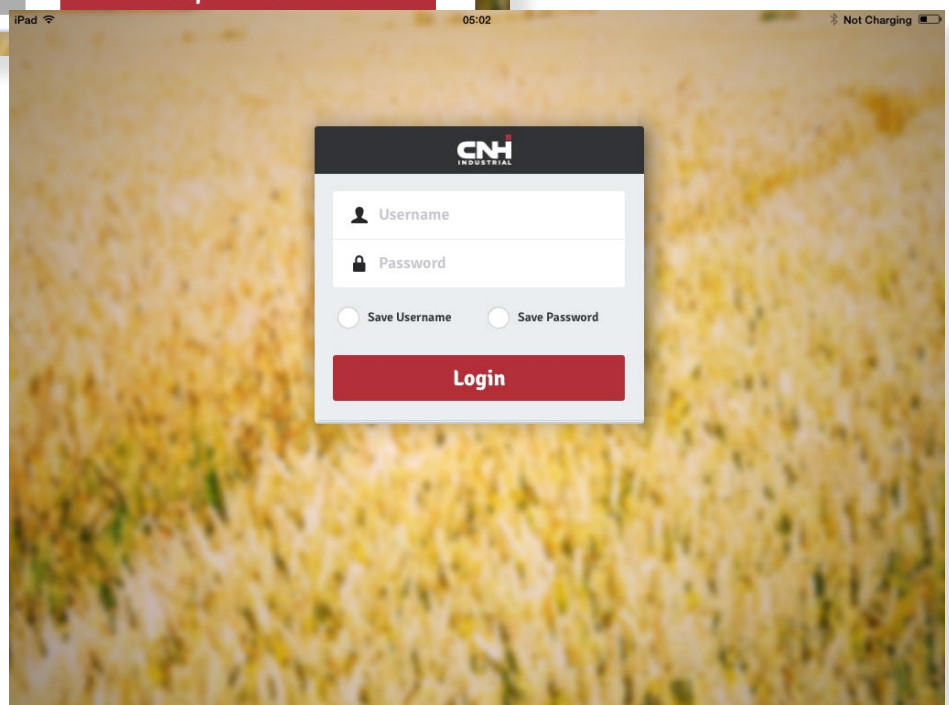 iPad 05:02 Not Charging
CNH
INDUSTRIAL
Username
Password
Save Username Save Password
Login